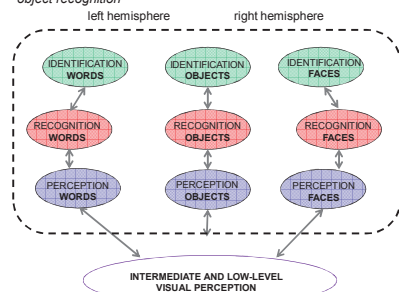 object recognition
left hemisphere right hemisphere
IDENTIFICATION IDENTIFICATION IDENTIFICATION
WORDS OBJECTS FACES
RECOGNITION RECOGNITION RECOGNITION
WORDS OBJECTS FACES
PERCEPTION PERCEPTION PERCEPTION
WORDS OBJECTS FACES
INTERMEDIATE AND LOW-LEVEL
VISUAL PERCEPTION